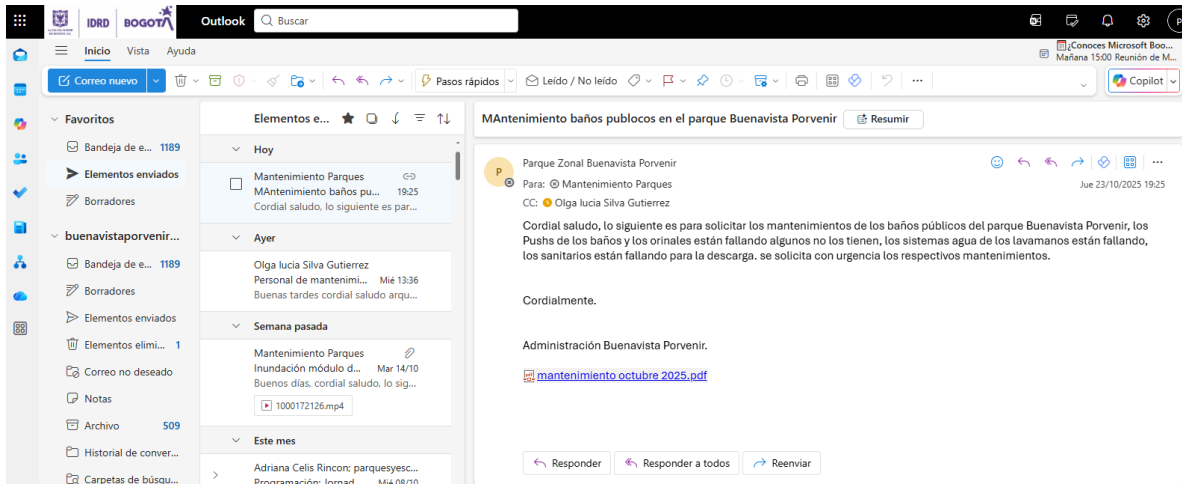 IDRD
BOGOTÁ
Outlook
Buscar
Inicio Vista Ayuda
¿Conoces Microsoft Boo...
Mañana 15:00 Reunión de M...
Correo nuevo
Pasos rápidos
Leído / No leído
Copilot
Favoritos
Bandeja de e... 1189
Elementos enviados
Borradores
buenavistaporvenir...
Bandeja de e... 1189
Borradores
Elementos enviados
Elementos elimi... 1
Correo no deseado
Notas
Archivo 509
Historial de conver...
Carpetas de búsqu...
Elementos e...
Hoy
Mantenimiento Parques
MAntenimiento baños pu... 19:25
Cordial saludo, lo siguiente es par...
Ayer
Olga lucia Silva Gutierrez
Personal de mantenimi... Mié 13:36
Buenas tardes cordial saludo arqu...
Semana pasada
Mantenimiento Parques
Inundación módulo d... Mar 14/10
Buenos días, cordial saludo, lo sig...
1000172126.mp4
Este mes
Adriana Celis Rincon; parquesyesc...
Programación: Jornad... Mié 08/10
MAntenimiento baños publocos en el parque Buenavista Porvenir
Resumir
P
Parque Zonal Buenavista Porvenir
Para: Mantenimiento Parques
Jue 23/10/2025 19:25
CC: Olga lucia Silva Gutierrez
Cordial saludo, lo siguiente es para solicitar los mantenimientos de los baños públicos del parque Buenavista Porvenir, los
Pushs de los baños y los orinales están fallando algunos no los tienen, los sistemas agua de los lavamanos están fallando,
los sanitarios están fallando para la descarga. se solicita con urgencia los respectivos mantenimientos.
Cordialmente.
Administración Buenavista Porvenir.
mantenimiento octubre 2025.pdf
Responder
Responder a todos
Reenviar